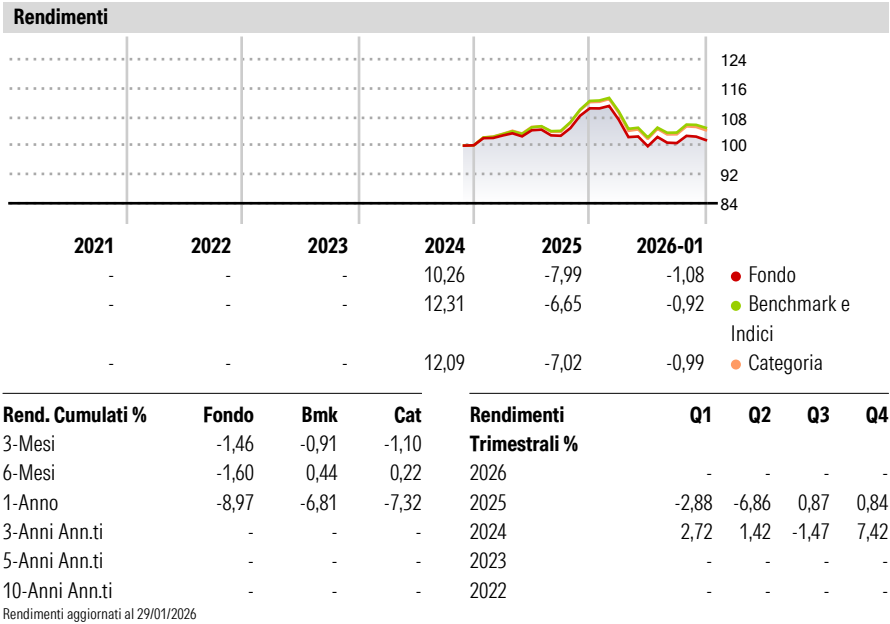 Rendimenti
124
116
108
100
92
84
2021 2022 2023 2024 2025 2026-01
- - - 10,26 -7,99 -1,08 Fondo
- - - 12,31 -6,65 -0,92 Benchmark e
Indici
- - - 12,09 -7,02 -0,99 Categoria
Rend. Cumulati % Fondo Bmk Cat
3-Mesi -1,46 -0,91 -1,10
6-Mesi -1,60 0,44 0,22
1-Anno -8,97 -6,81 -7,32
3-Anni Ann.ti - - -
5-Anni Ann.ti - - -
10-Anni Ann.ti - - -
Rendimenti Q1 Q2 Q3 Q4
Trimestrali %
2026 - - - -
2025 -2,88 -6,86 0,87 0,84
2024 2,72 1,42 -1,47 7,42
2023 - - - -
2022 - - - -
Rendimenti aggiornati al 29/01/2026